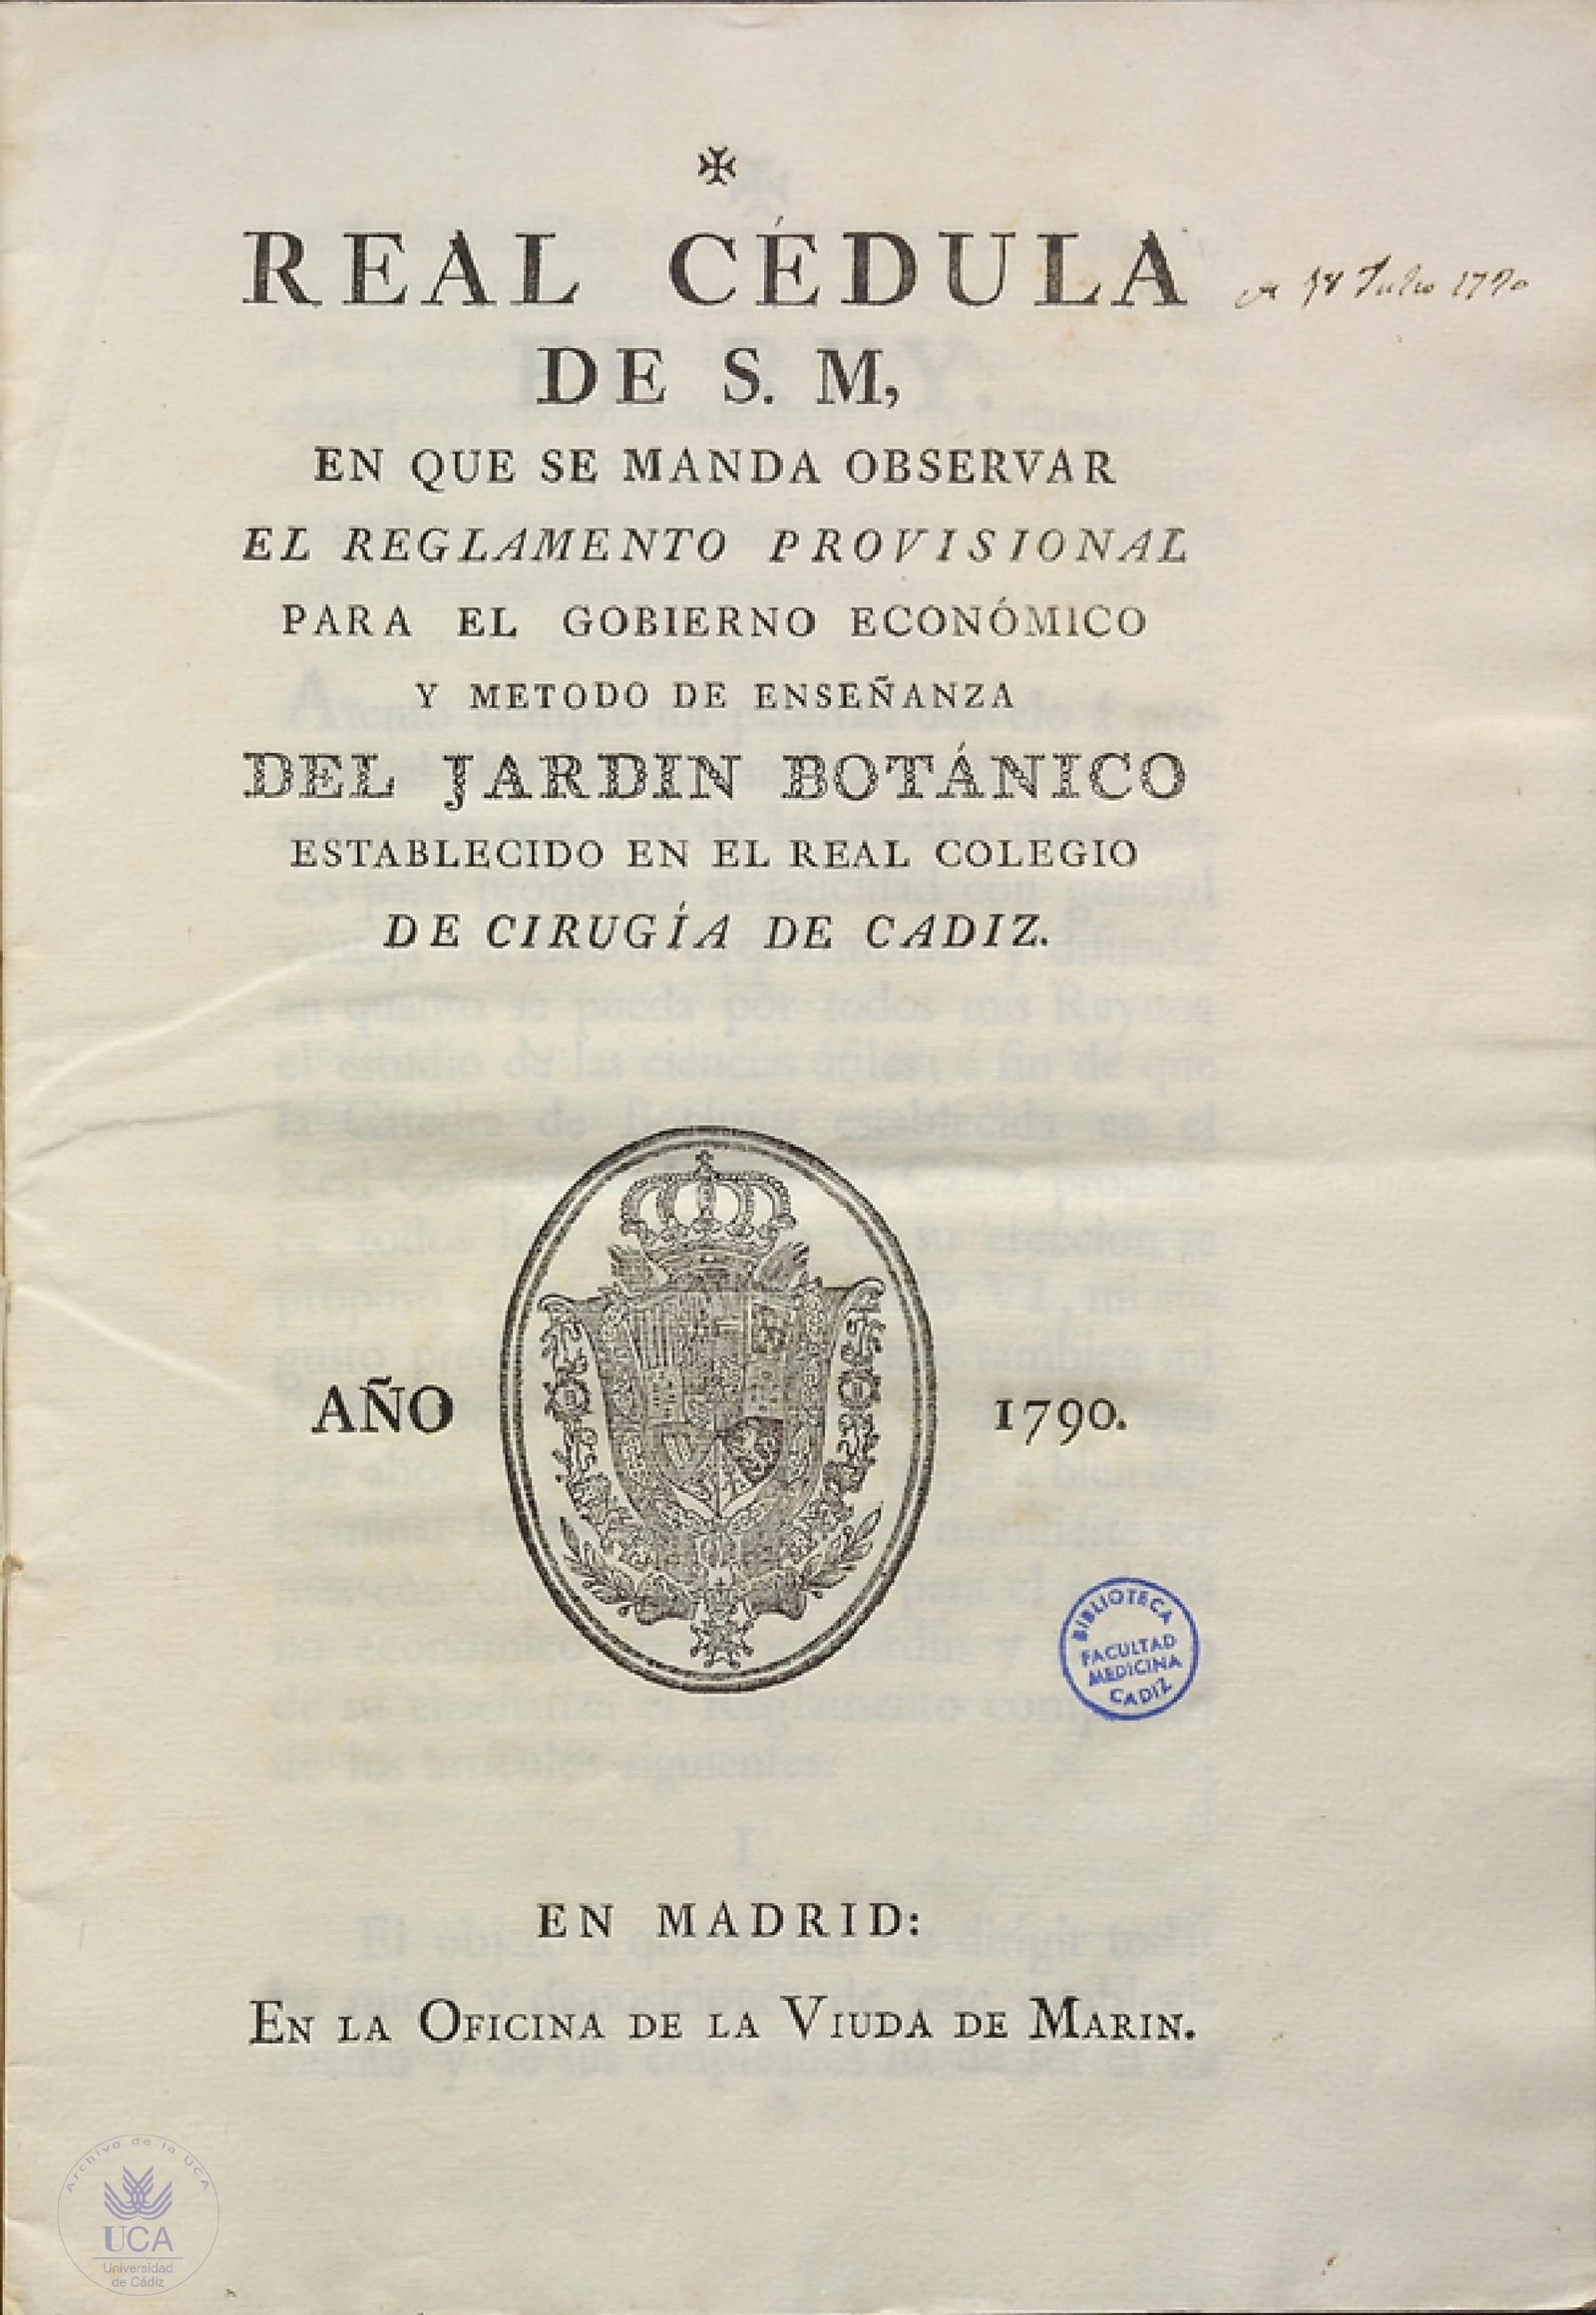 ✠
REAL CÉDULA
Julio 1790
DE S. M,
EN QUE SE MANDA OBSERVAR
EL REGLAMENTO PROVISIONAL
PARA EL GOBIERNO ECONÓMICO
Y METODO DE ENSEÑANZA
DEL JARDIN BOTÁNICO
ESTABLECIDO EN EL REAL COLEGIO
DE CIRUGÍA DE CADIZ.
AÑO 1790.
BIBLIOTECA
FACULTAD
MEDICINA
CADIZ
EN MADRID:
EN LA OFICINA DE LA VIUDA DE MARIN.
Archivo de la UCA
UCA
Universidad
de Cádiz